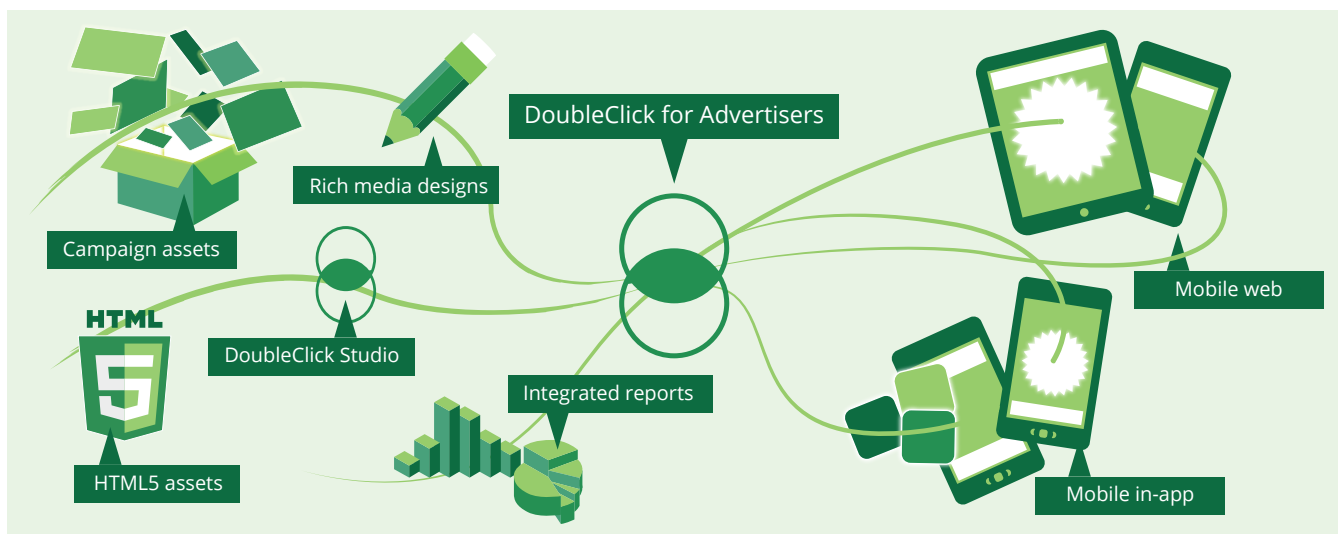 DoubleClick for Advertisers
Rich media designs
Campaign assets
Mobile web
HTML
5
DoubleClick Studio
Integrated reports
HTML5 assets
Mobile in-app